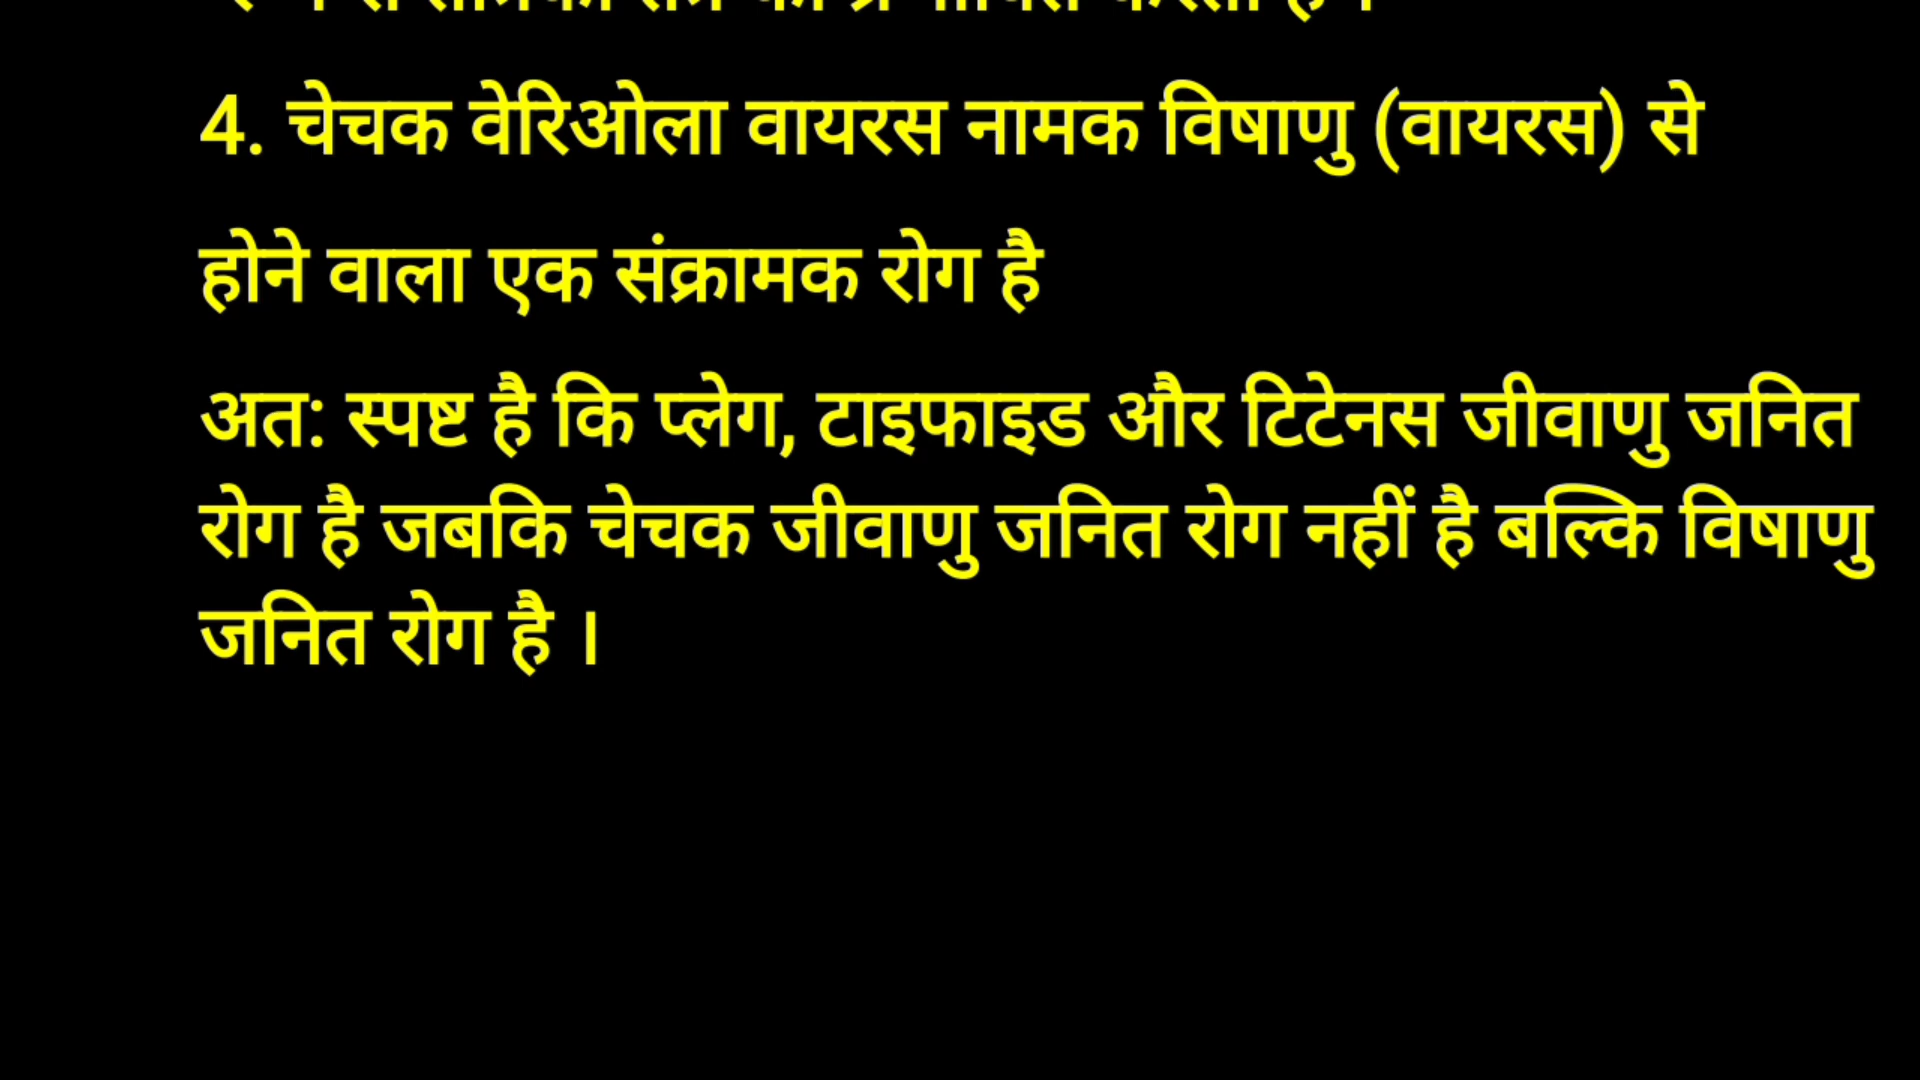 4. चेचक वेरिओला वायरस नामक विषाणु (वायरस) से
होने वाला एक संक्रामक रोग है
अत: स्पष्ट है कि प्लेग, टाइफाइड और टिटेनस जीवाणु जनित
रोग है जबकि चेचक जीवाणु जनित रोग नहीं है बल्कि विषाणु
जनित रोग है ।